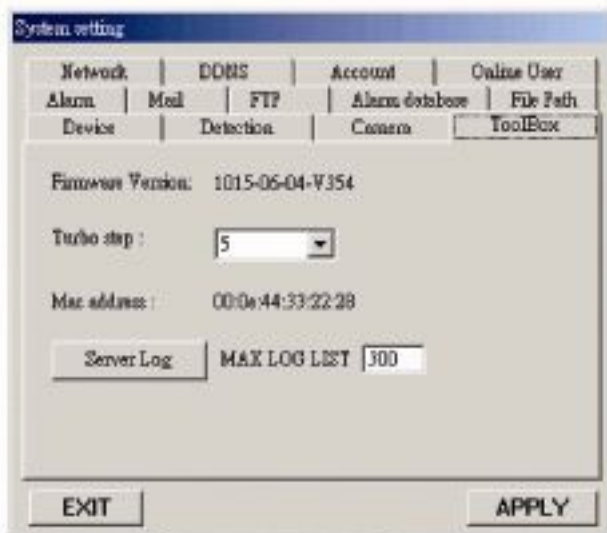 System setting
Network DDNS Account Online User
Alarm Mail FTP Alarm database File Path
Device Detection Camera ToolBox
Firmware Version: 1015-06-04-V354
Turbo step : 5
Mac address : 00:0e:44:33:22:28
Server Log MAX LOG LIST 300
EXIT APPLY